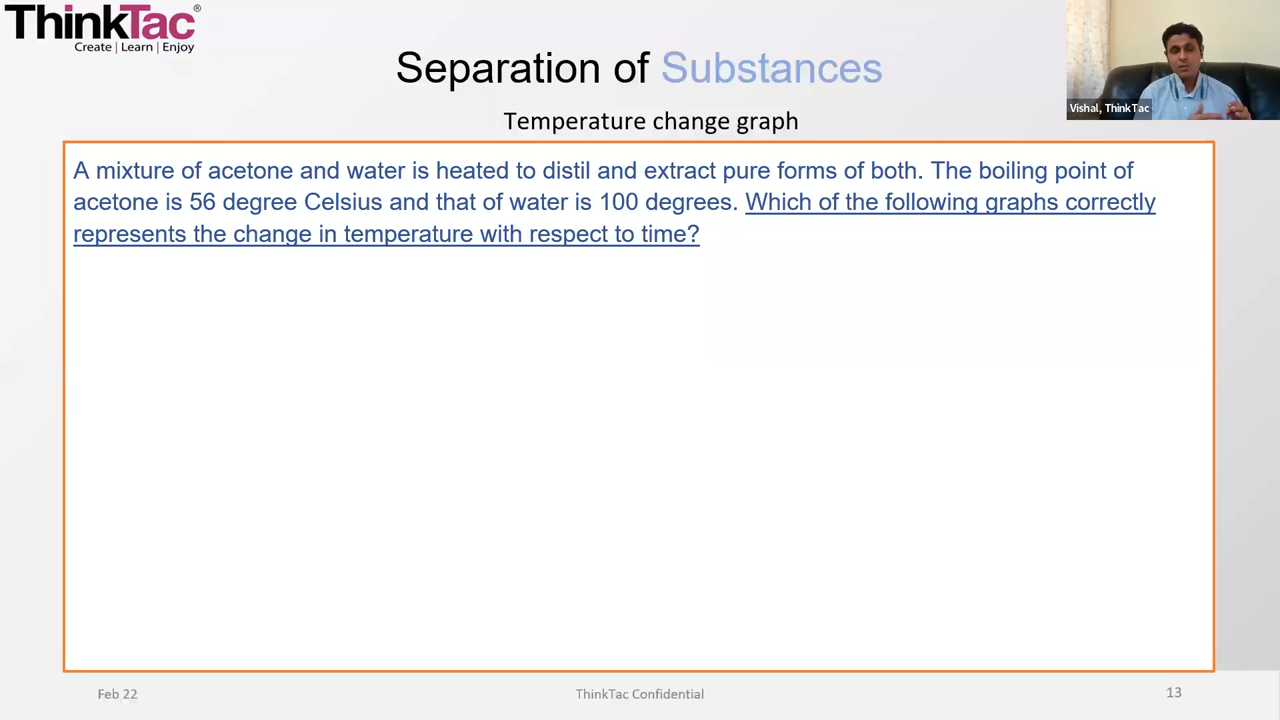 ThinkTac®
Create | Learn | Enjoy
Separation of Substances
Vishal, ThinkTac
Temperature change graph
A mixture of acetone and water is heated to distil and extract pure forms of both. The boiling point of
acetone is 56 degree Celsius and that of water is 100 degrees. Which of the following graphs correctly
represents the change in temperature with respect to time?
Feb 22
ThinkTac Confidential
13